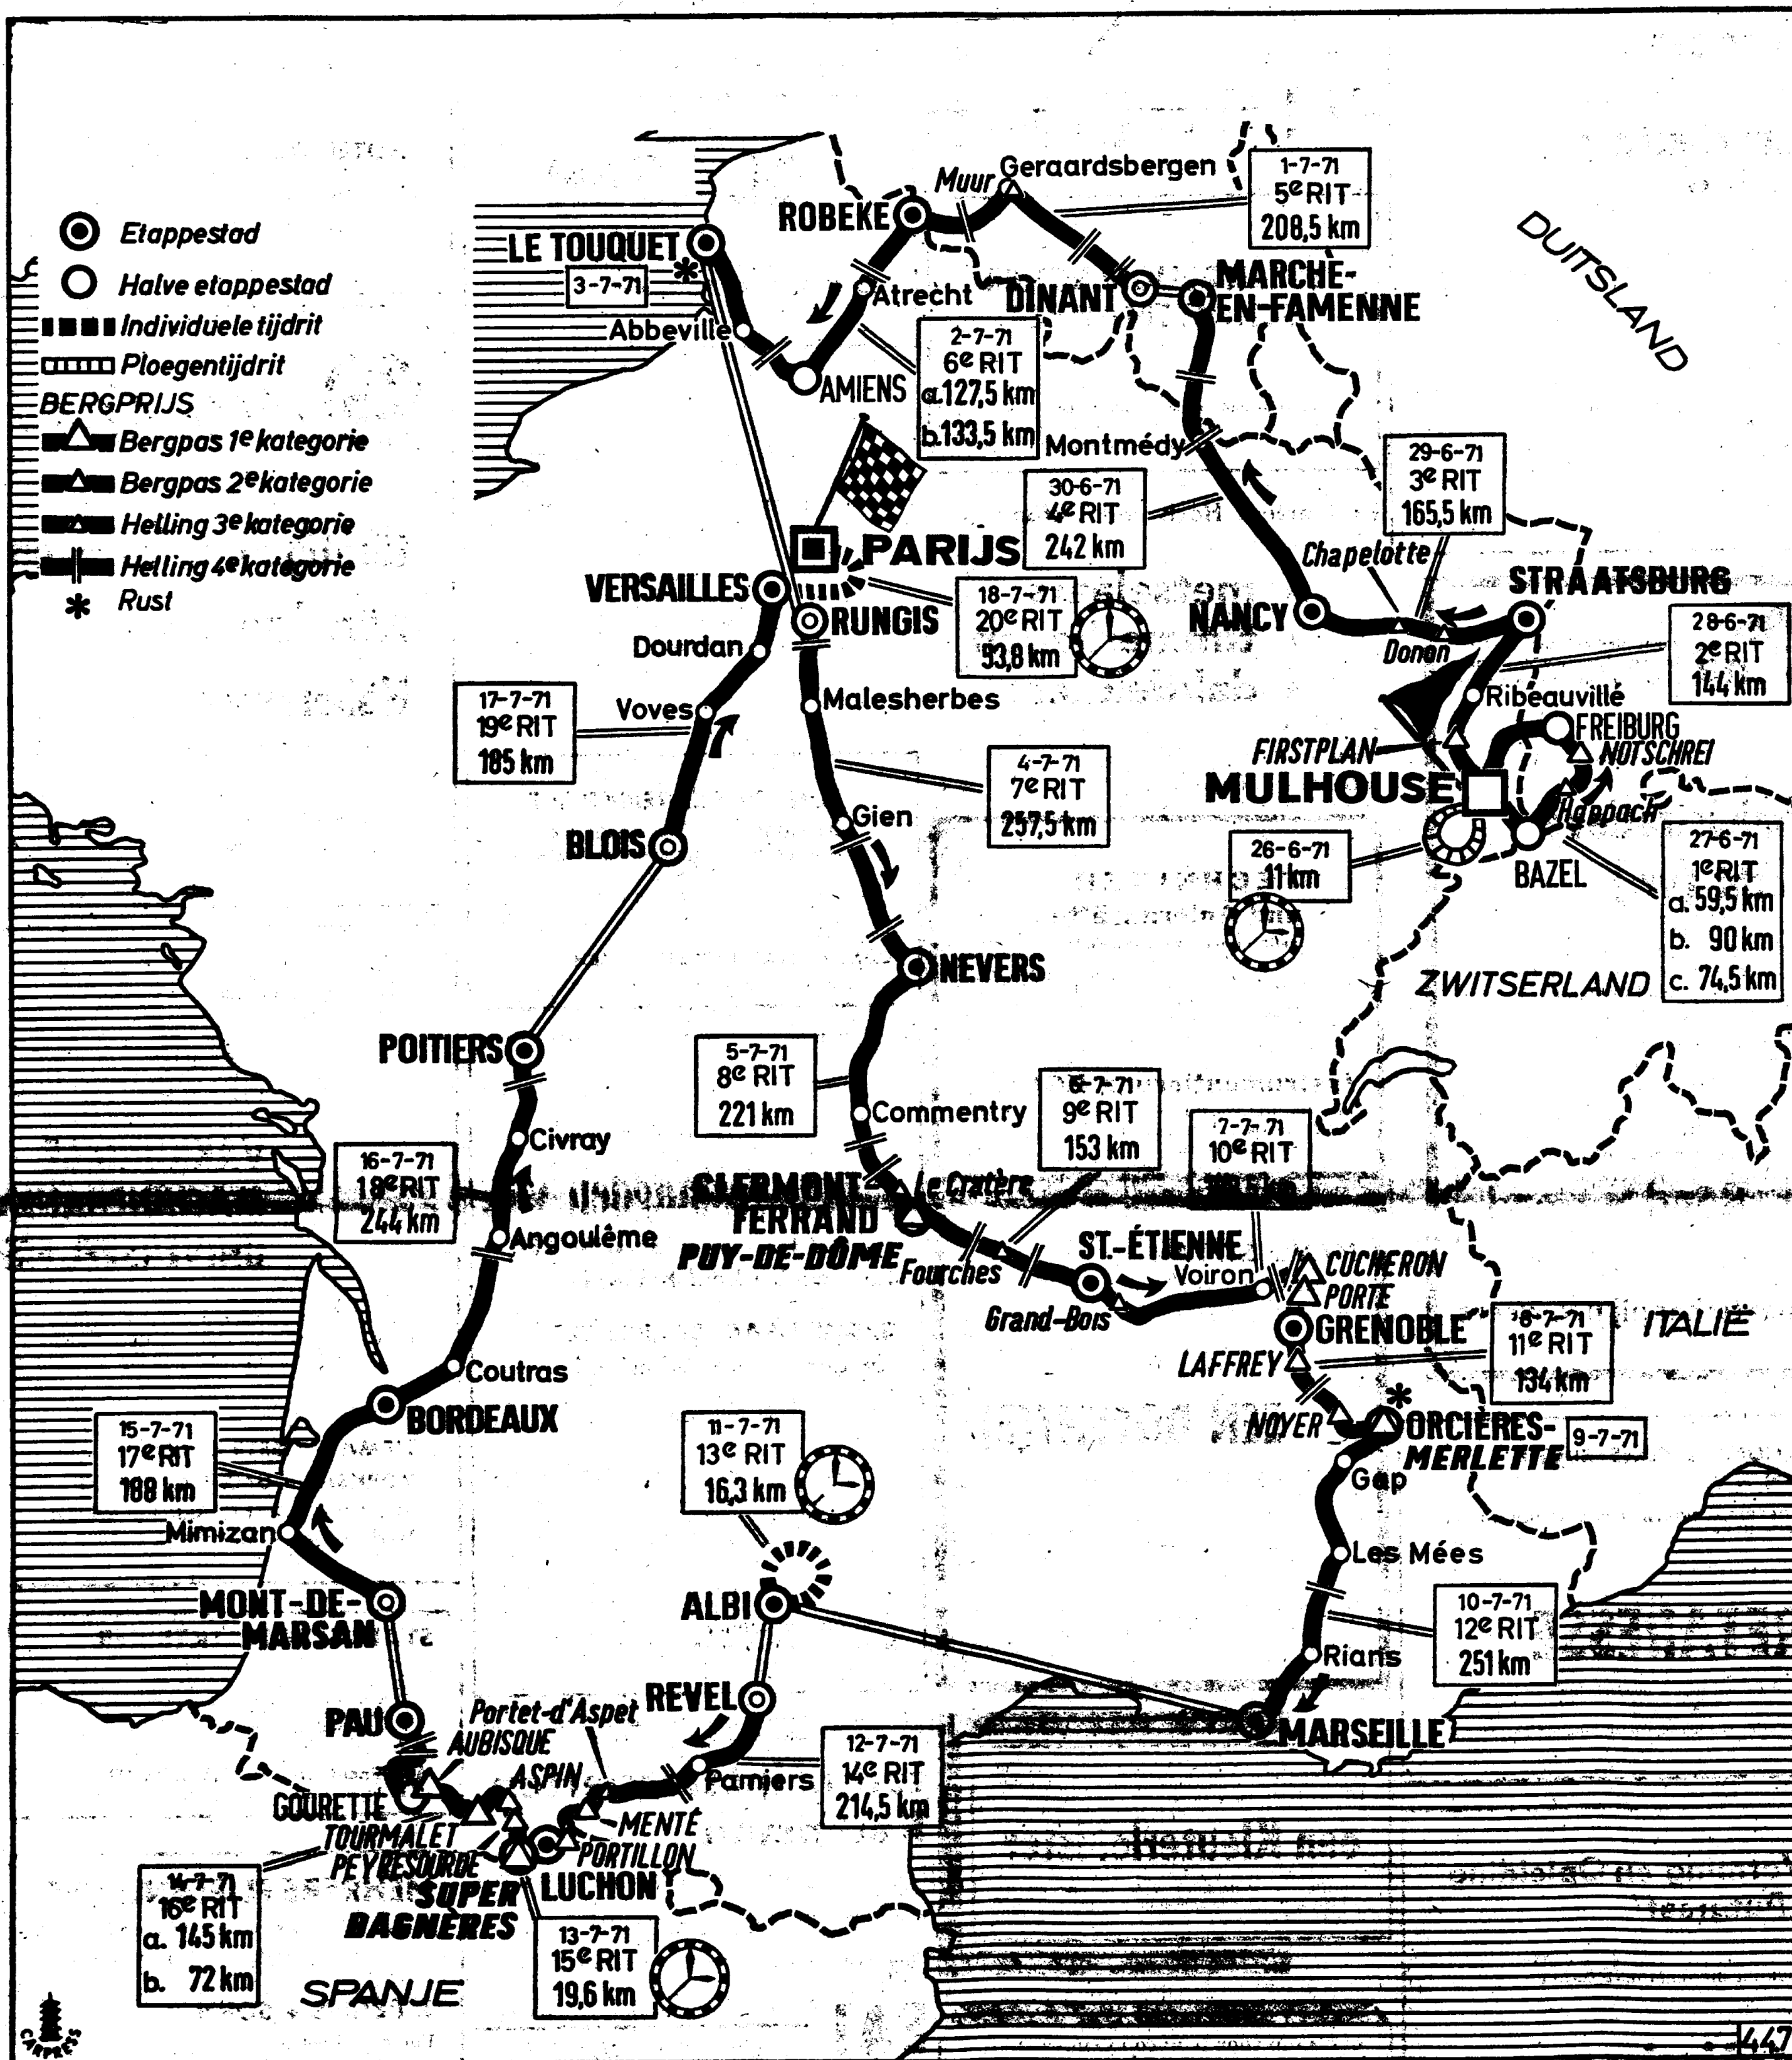 Etappestad
Halve etappestad
Individuele tijdrit
Ploegentijdrit
BERGPRIJS
Bergpas 1e kategorie
Bergpas 2e kategorie
Helling 3e kategorie
Helling 4e kategorie
* Rust
LE TOUQUET
*
3-7-71
Abbeville
AMIENS
ROBEKE
Atrecht
Muur
Geraardsbergen
1-7-71
5e RIT
208,5 km
DINANT
MARCHE-
EN-FAMENNE
DUITSLAND
2-7-71
6e RIT
a. 127,5 km
b. 133,5 km
Montmédy
30-6-71
4e RIT
242 km
29-6-71
3e RIT
165,5 km
Chapelotte
STRAATSBURG
NANCY
Donon
28-6-71
2e RIT
144 km
PARIJS
VERSAILLES
RUNGIS
18-7-71
20e RIT
53,8 km
Dourdan
Voves
Malesherbes
17-7-71
19e RIT
185 km
Ribeauvillé
FREIBURG
NOTSCHREI
FIRSTPLAN
MULHOUSE
Happach
BAZEL
4-7-71
7e RIT
257,5 km
Gien
BLOIS
26-6-71
11 km
27-6-71
1e RIT
a. 59,5 km
b. 90 km
c. 74,5 km
NEVERS
ZWITSERLAND
POITIERS
5-7-71
8e RIT
221 km
Commentry
6-7-71
9e RIT
153 km
7-7-71
10e RIT
Civray
16-7-71
18e RIT
244 km
Angoulême
CLERMONT
FERRAND
PUY-DE-DÔME
Le Cratère
Fourches
ST.-ÉTIENNE
Grand-Bois
Voiron
CUCHERON
PORTE
GRENOBLE
LAFFREY
8-7-71
11e RIT
134 km
ITALIË
Coutras
BORDEAUX
NOYER
*
ORCIÈRES-
MERLETTE
9-7-71
Gap
15-7-71
17e RIT
188 km
11-7-71
13e RIT
16,3 km
Mimizan
Les Mées
MONT-DE-
MARSAN
ALBI
10-7-71
12e RIT
251 km
Rians
MARSEILLE
PAU
Portet-d'Aspet
REVEL
AUBISQUE
ASPIN
Pamiers
12-7-71
14e RIT
214,5 km
GOURETTE
TOURMALET
PEYRESOURDE
MENTÉ
PORTILLON
LUCHON
SUPER
BAGNÈRES
14-7-71
16e RIT
a. 145 km
b. 72 km
13-7-71
15e RIT
19,6 km
SPANJE
CARPRESS
447